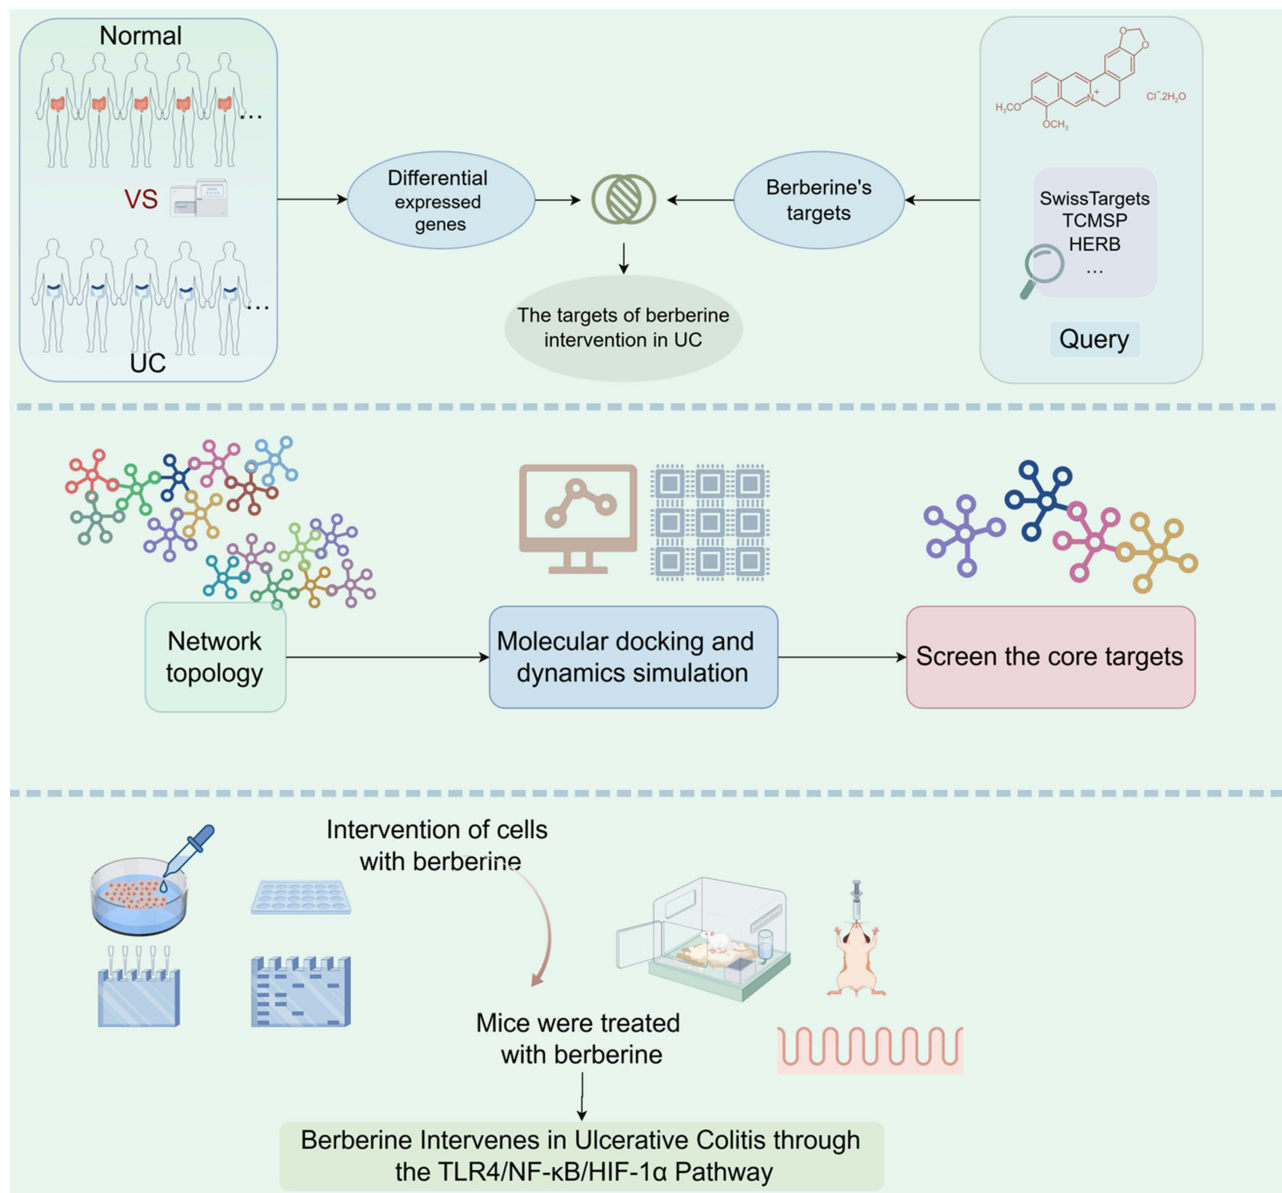 Normal
...
VS
...
UC
Differential
expressed
genes
Berberine's
targets
The targets of berberine
intervention in UC
O
O
N+
H₃CO
OCH₃
Cl⁻.2H₂O
SwissTargets
TCMSP
HERB
...
Query
Network
topology
Molecular docking and
dynamics simulation
Screen the core targets
Intervention of cells
with berberine
Mice were treated
with berberine
Berberine Intervenes in Ulcerative Colitis through
the TLR4/NF-κB/HIF-1α Pathway